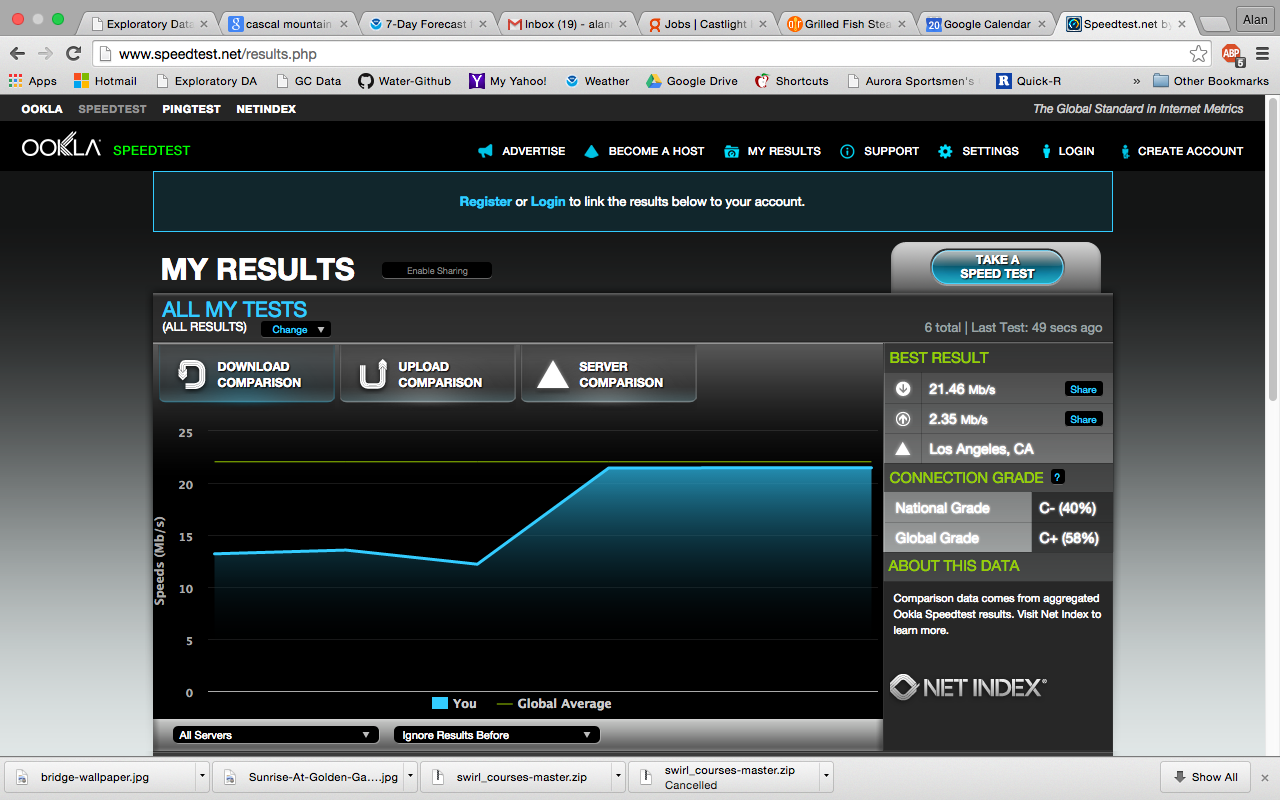 Exploratory Data
cascal mountain
7-Day Forecast
Inbox (19) - alan
Jobs | Castlight H
Grilled Fish Stea
20 Google Calendar
Speedtest.net by
Alan
www.speedtest.net/results.php
ABP 5
Apps
Hotmail
Exploratory DA
GC Data
Water-Github
My Yahoo!
Weather
Google Drive
Shortcuts
Aurora Sportsmen's
R Quick-R
»
Other Bookmarks
OOKLA SPEEDTEST PINGTEST NETINDEX
The Global Standard in Internet Metrics
OOKLA SPEEDTEST
ADVERTISE
BECOME A HOST
MY RESULTS
SUPPORT
SETTINGS
LOGIN
CREATE ACCOUNT
Register or Login to link the results below to your account.
MY RESULTS
Enable Sharing
TAKE A
SPEED TEST
ALL MY TESTS
(ALL RESULTS) Change
6 total | Last Test: 49 secs ago
DOWNLOAD
COMPARISON
UPLOAD
COMPARISON
SERVER
COMPARISON
25
20
15
10
5
0
Speeds (Mb/s)
You
Global Average
All Servers
Ignore Results Before
BEST RESULT
21.46 Mb/s Share
2.35 Mb/s Share
Los Angeles, CA
CONNECTION GRADE ?
National Grade C- (40%)
Global Grade C+ (58%)
ABOUT THIS DATA
Comparison data comes from aggregated
Ookla Speedtest results. Visit Net Index to
learn more.
NET INDEX®
bridge-wallpaper.jpg
Sunrise-At-Golden-Ga....jpg
swirl_courses-master.zip
swirl_courses-master.zip
Cancelled
Show All